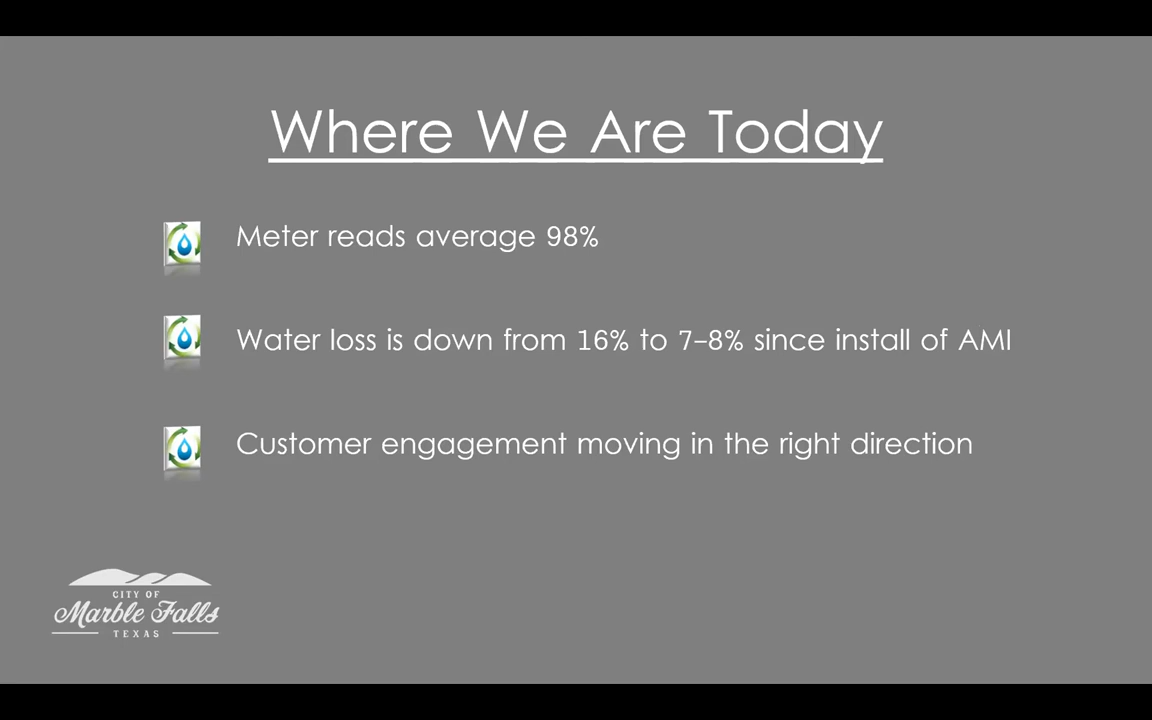 Where We Are Today
Meter reads average 98%
Water loss is down from 16% to 7-8% since install of AMI
Customer engagement moving in the right direction
CITY OF
Marble Falls
TEXAS